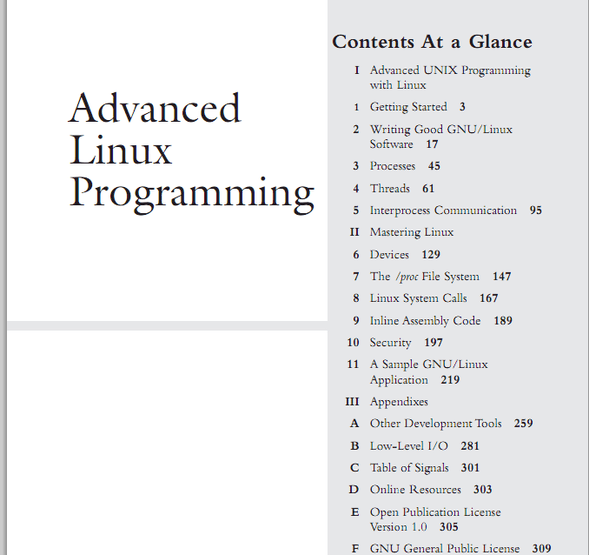 Advanced
Linux
Programming
Contents At a Glance
I Advanced UNIX Programming
with Linux
1 Getting Started 3
2 Writing Good GNU/Linux
Software 17
3 Processes 45
4 Threads 61
5 Interprocess Communication 95
II Mastering Linux
6 Devices 129
7 The /proc File System 147
8 Linux System Calls 167
9 Inline Assembly Code 189
10 Security 197
11 A Sample GNU/Linux
Application 219
III Appendixes
A Other Development Tools 259
B Low-Level I/O 281
C Table of Signals 301
D Online Resources 303
E Open Publication License
Version 1.0 305
F GNU General Public License 309